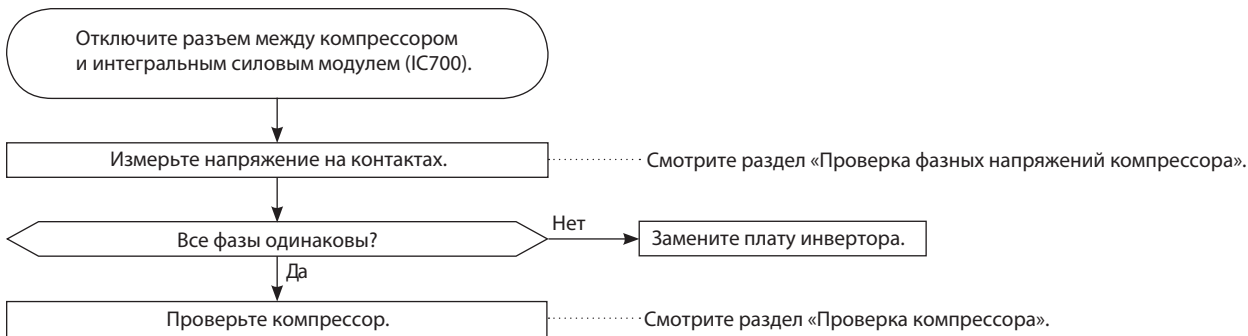 Отключите разъем между компрессором
и интегральным силовым модулем (IC700).
Измерьте напряжение на контактах.
Смотрите раздел «Проверка фазных напряжений компрессора».
Все фазы одинаковы?
Нет
Замените плату инвертора.
Да
Проверьте компрессор.
Смотрите раздел «Проверка компрессора».